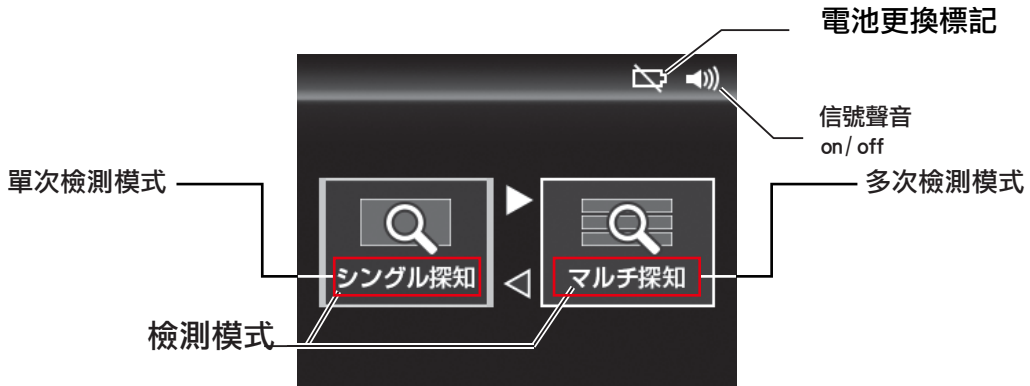 電池更換標記
信號聲音
on/off
單次檢測模式
多次檢測模式
シングル探知
マルチ探知
檢測模式